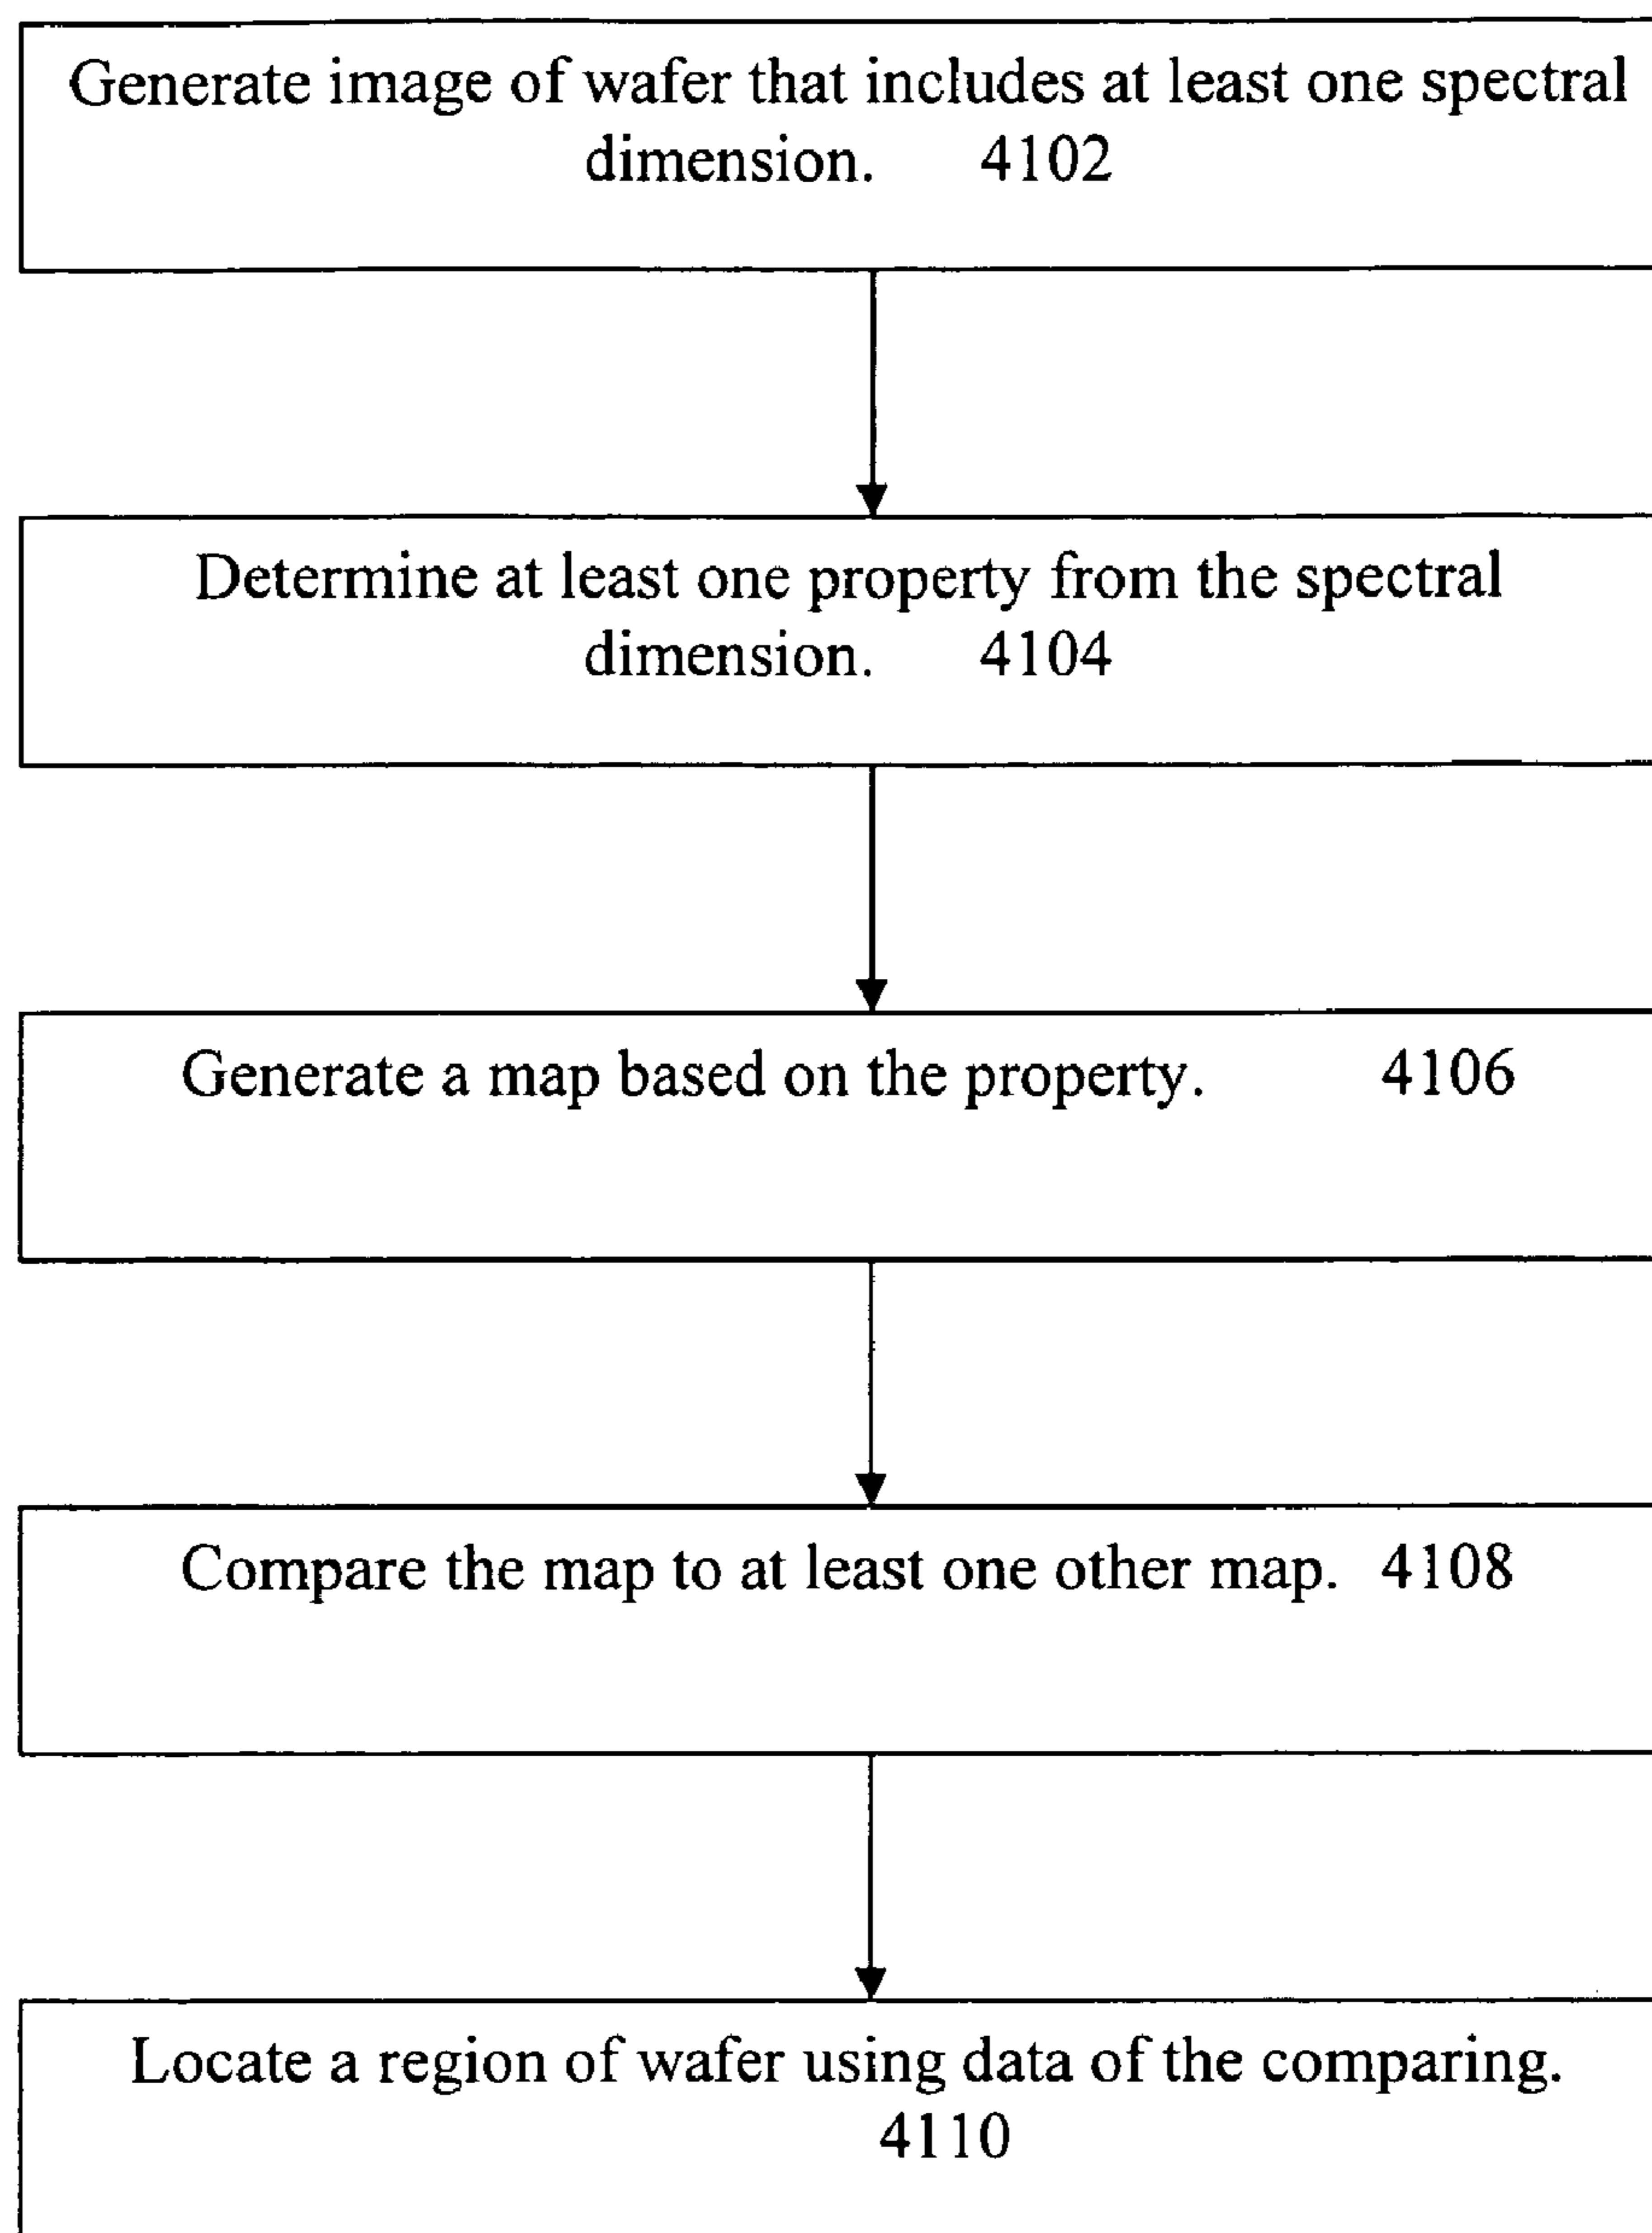 Generate image of wafer that includes at least one spectral
dimension. 4102
Determine at least one property from the spectral
dimension. 4104
Generate a map based on the property. 4106
Compare the map to at least one other map. 4108
Locate a region of wafer using data of the comparing.
4110